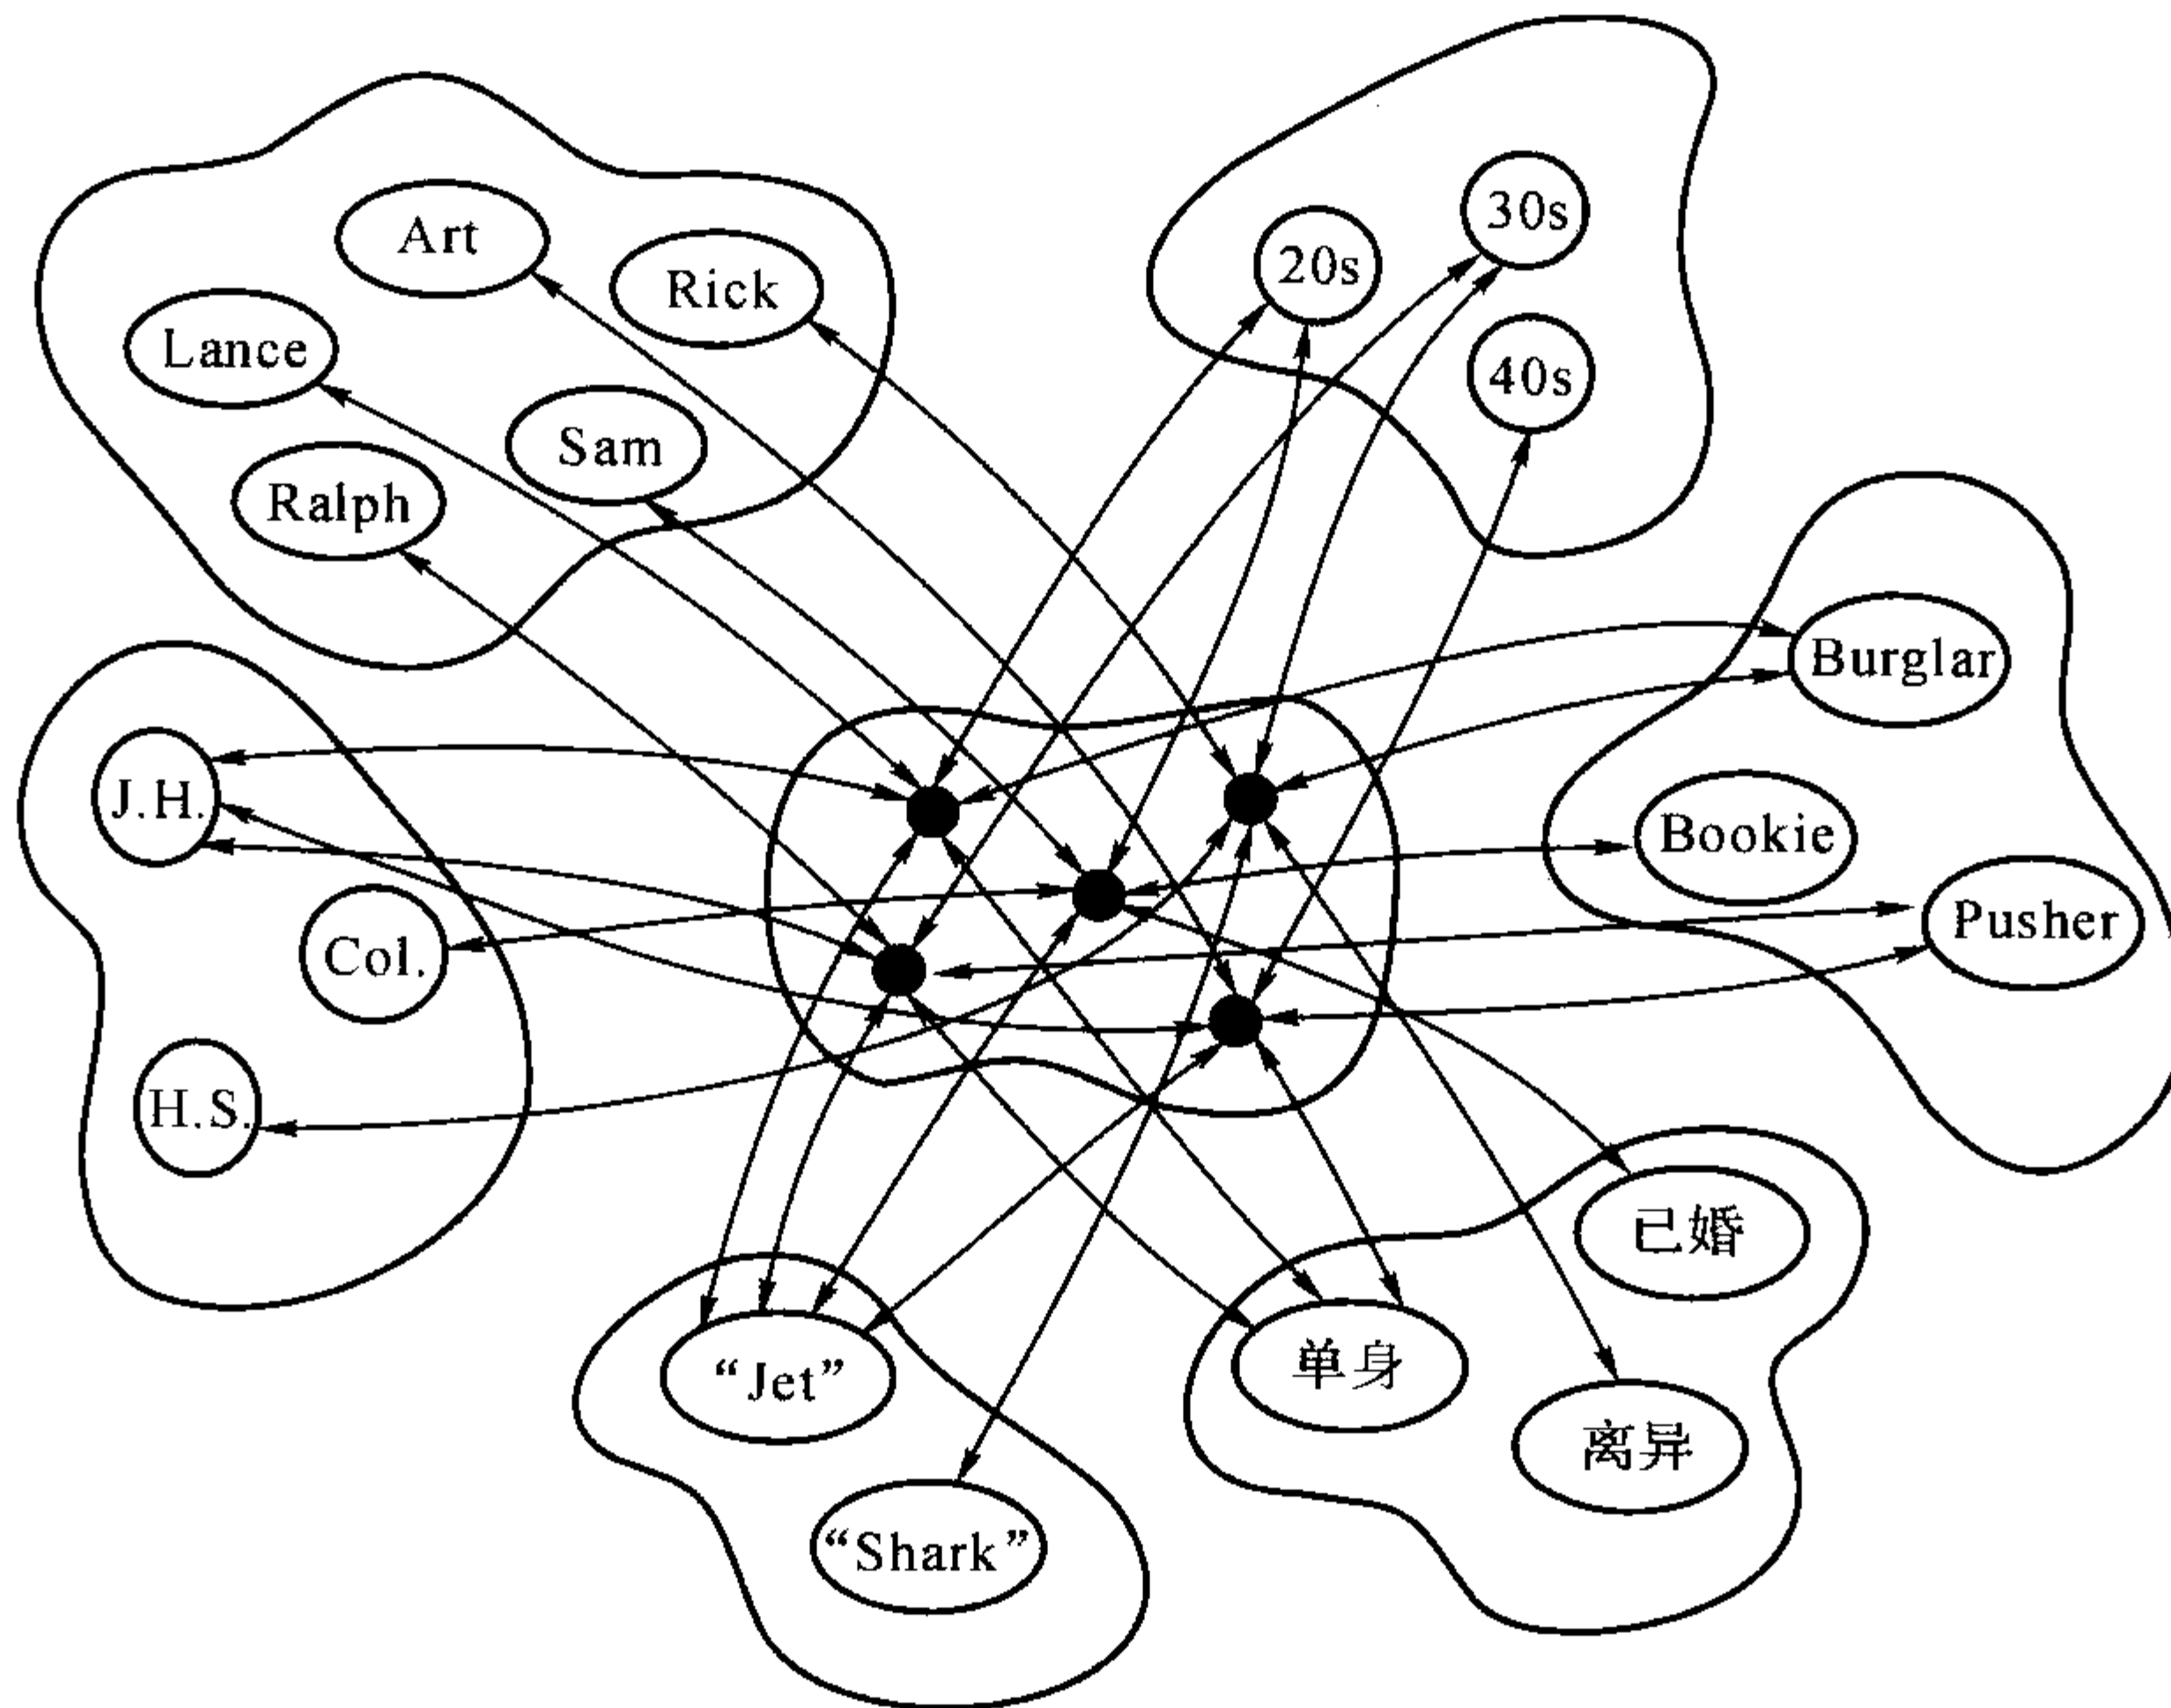 Art
Rick
Lance
Sam
Ralph
20s
30s
40s
Burglar
Bookie
Pusher
J.H.
Col.
H.S.
“Jet”
“Shark”
已婚
单身
离异